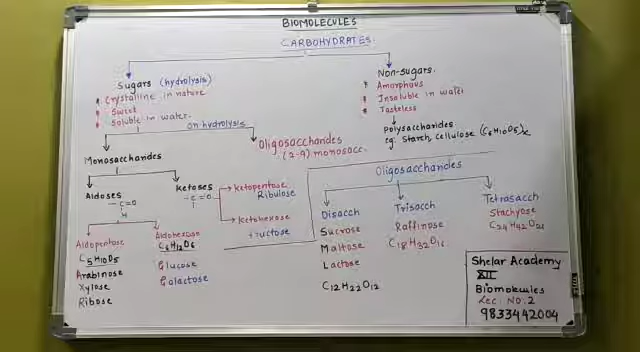 BIOMOLECULES
CARBOHYDRATES.
Sugars (hydrolysis)
Crystalline in nature
Sweet
Soluble in water.
Non-sugars.
Amorphous
Insoluble in water
Tasteless
Polysaccharides
eg: Starch, cellulose (C6H10O5)x
on hydrolysis
Monosaccharides
Oligosaccharides
(2-9) monosacc.
Aldoses
-C=O
H
Ketoses
-C=O
ketopentose
Ribulose
ketohexose
Fructose
Aldopentose
C5H10O5
Arabinose
Xylose
Ribose
Aldohexose
C6H12O6
Glucose
Galactose
Oligosaccharides
Disacch
Sucrose
Maltose
Lactose
C12H22O12
Trisacch
Raffinose
C18H32O16
Tetrasacch
Stachyose
C24H42O21
Shelar Academy
XII
Biomolecules
Lec. No. 2
9833442004